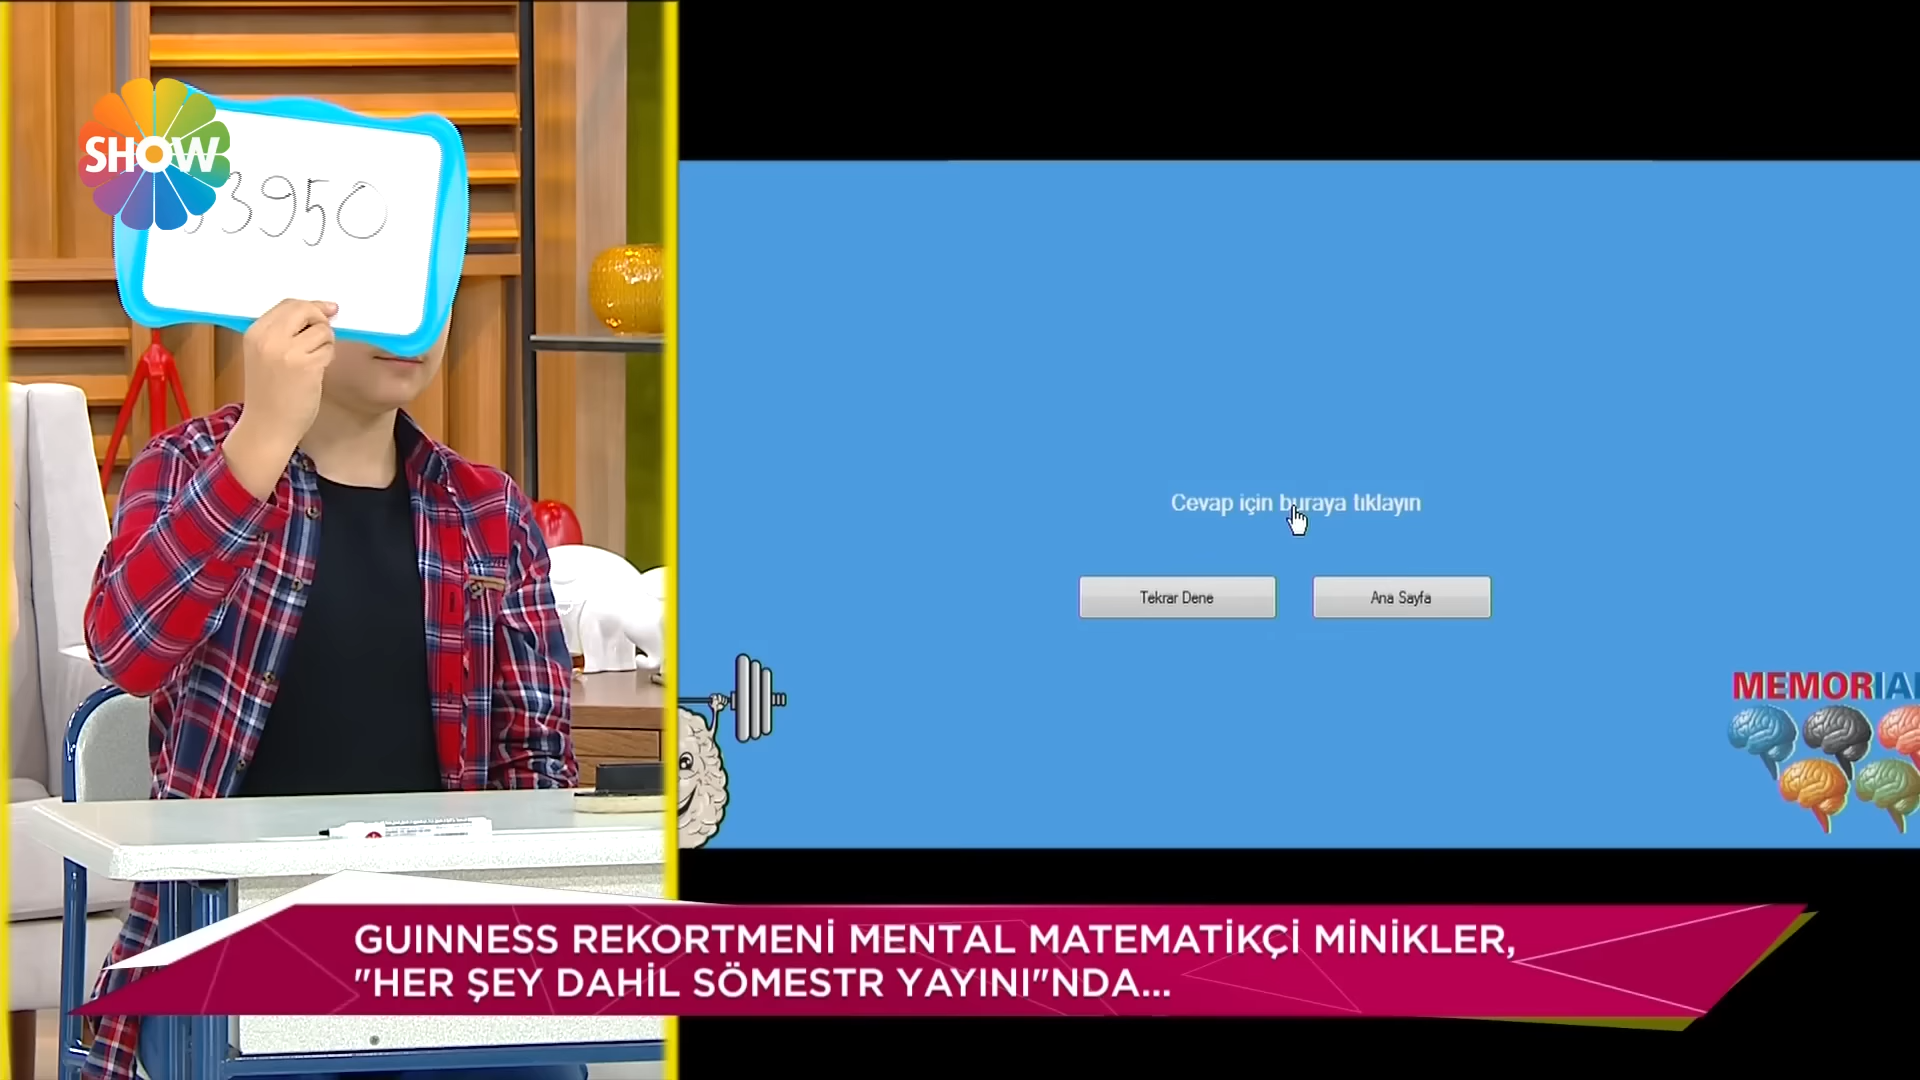 SHOW
3950
Cevap için buraya tıklayın
Tekrar Dene
Ana Sayfa
MEMORIAD
GUINNESS REKORTMENİ MENTAL MATEMATİKÇİ MİNİKLER,
"HER ŞEY DAHİL SÖMESTR YAYINI"NDA...